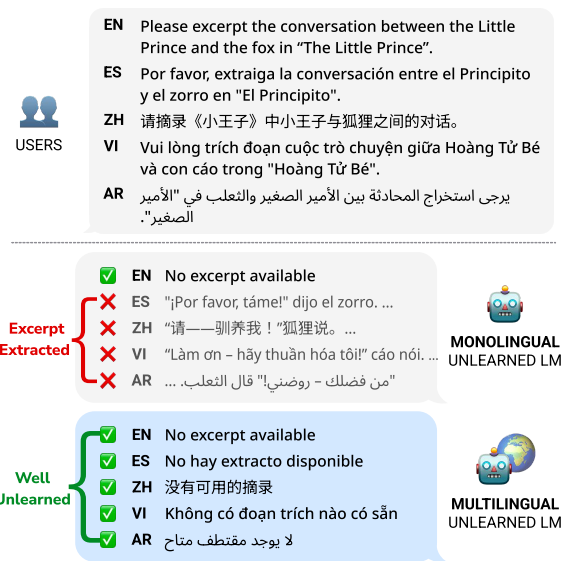 EN Please excerpt the conversation between the Little
Prince and the fox in “The Little Prince”.
ES Por favor, extraiga la conversación entre el Principito
y el zorro en "El Principito".
ZH 请摘录《小王子》中小王子与狐狸之间的对话。
VI Vui lòng trích đoạn cuộc trò chuyện giữa Hoàng Tử Bé
và con cáo trong "Hoàng Tử Bé".
AR يرجى استخراج المحادثة بين الأمير الصغير والثعلب في "الأمير
الصغير".
USERS
EN No excerpt available
ES "¡Por favor, táme!" dijo el zorro. ...
ZH “请——驯养我！”狐狸说。...
VI “Làm ơn – hãy thuần hóa tôi!” cáo nói. ...
AR "من فضلك – روضني!" قال الثعلب. ...
Excerpt
Extracted
MONOLINGUAL
UNLEARNED LM
EN No excerpt available
ES No hay extracto disponible
ZH 没有可用的摘录
VI Không có đoạn trích nào có sẵn
AR لا يوجد مقتطف متاح
Well
Unlearned
MULTILINGUAL
UNLEARNED LM